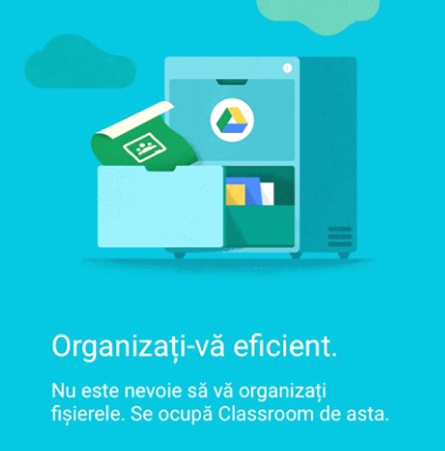 Organizați-vă eficient.
Nu este nevoie să vă organizați
fișierele. Se ocupă Classroom de asta.